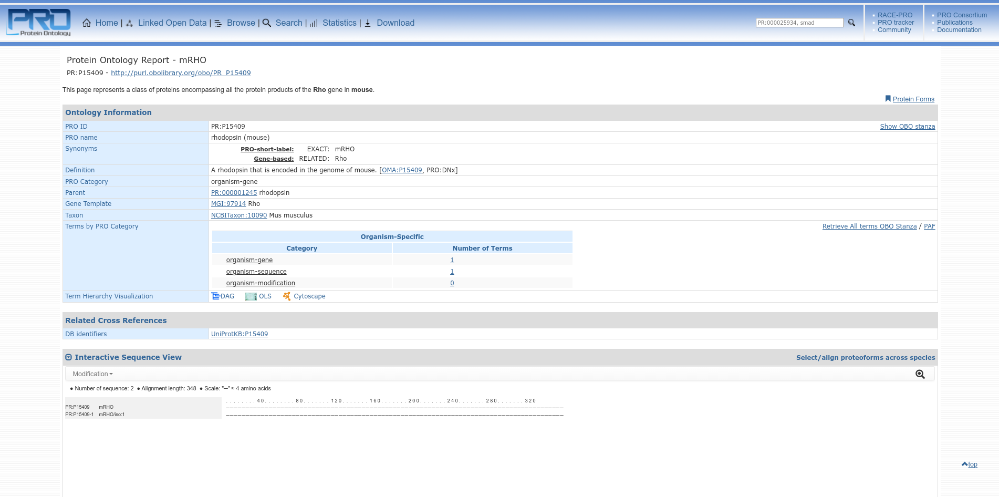 PRO
Protein Ontology
Home | Linked Open Data | Browse | Search | Statistics | Download
PR:000025934, smad
RACE-PRO
PRO tracker
Community
PRO Consortium
Publications
Documentation
Protein Ontology Report - mRHO
PR:P15409 - http://purl.obolibrary.org/obo/PR_P15409
This page represents a class of proteins encompassing all the protein products of the Rho gene in mouse.
Protein Forms
Ontology Information
PRO ID PR:P15409 Show OBO stanza
PRO name rhodopsin (mouse)
Synonyms PRO-short-label: EXACT: mRHO
Gene-based: RELATED: Rho
Definition A rhodopsin that is encoded in the genome of mouse. [OMA:P15409, PRO:DNx]
PRO Category organism-gene
Parent PR:000001245 rhodopsin
Gene Template MGI:97914 Rho
Taxon NCBITaxon:10090 Mus musculus
Terms by PRO Category Retrieve All terms OBO Stanza / PAF
Organism-Specific
Category Number of Terms
organism-gene 1
organism-sequence 1
organism-modification 0
Term Hierarchy Visualization DAG OLS Cytoscape
Related Cross References
DB identifiers UniProtKB:P15409
Interactive Sequence View Select/align proteoforms across species
Modification
● Number of sequence: 2 ● Alignment length: 348 ● Scale: "─" ≈ 4 amino acids
. . . . . . . . 40 . . . . . . . . 80 . . . . . . . 120 . . . . . . . 160 . . . . . . . 200 . . . . . . . 240 . . . . . . . 280 . . . . . . . 320
PR:P15409 mRHO
PR:P15409-1 mRHO/iso:1
top